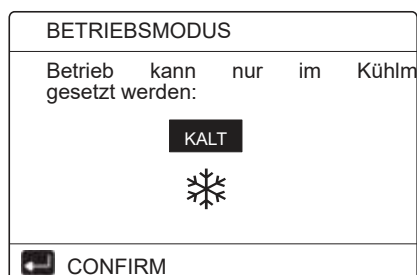 BETRIEBSMODUS
Betrieb kann nur im Kühlm
gesetzt werden:
KALT
CONFIRM